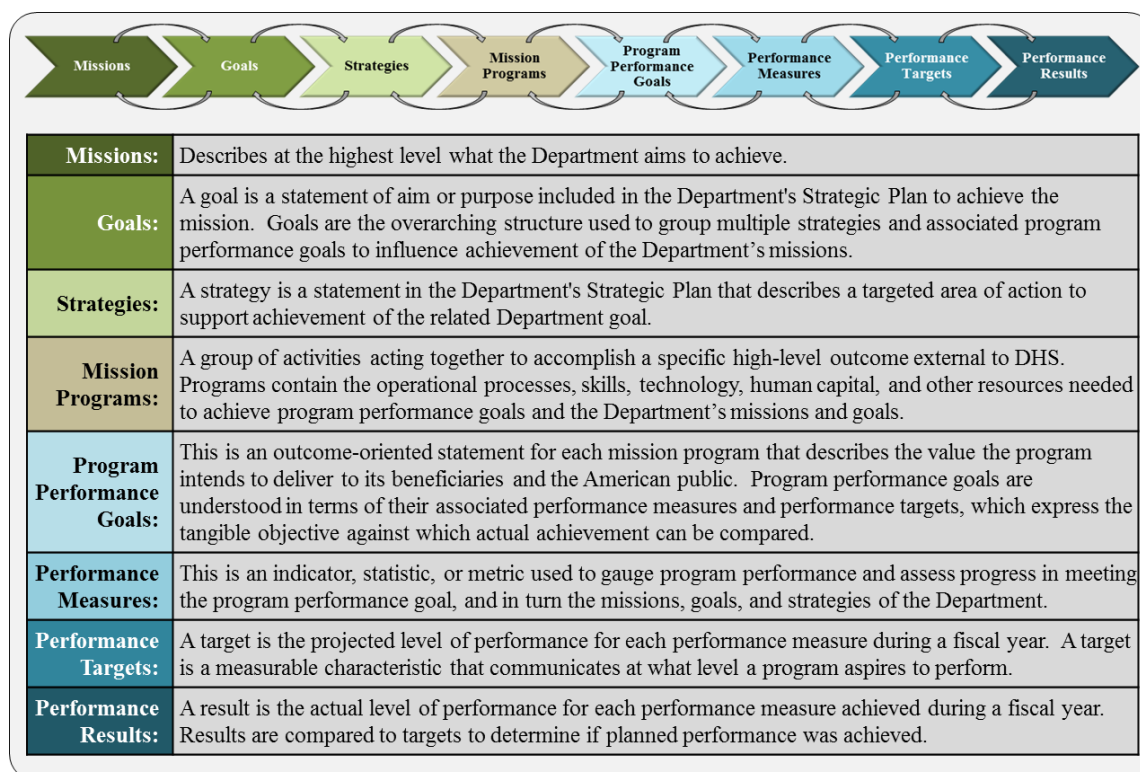 Missions
Goals
Strategies
Mission
Programs
Program
Performance
Goals
Performance
Measures
Performance
Targets
Performance
Results
Missions:
Describes at the highest level what the Department aims to achieve.
Goals:
A goal is a statement of aim or purpose included in the Department's Strategic Plan to achieve the
mission.  Goals are the overarching structure used to group multiple strategies and associated program
performance goals to influence achievement of the Department’s missions.
Strategies:
A strategy is a statement in the Department's Strategic Plan that describes a targeted area of action to
support achievement of the related Department goal.
Mission
Programs:
A group of activities acting together to accomplish a specific high-level outcome external to DHS.
Programs contain the operational processes, skills, technology, human capital, and other resources needed
to achieve program performance goals and the Department’s missions and goals.
Program
Performance
Goals:
This is an outcome-oriented statement for each mission program that describes the value the program
intends to deliver to its beneficiaries and the American public.  Program performance goals are
understood in terms of their associated performance measures and performance targets, which express the
tangible objective against which actual achievement can be compared.
Performance
Measures:
This is an indicator, statistic, or metric used to gauge program performance and assess progress in meeting
the program performance goal, and in turn the missions, goals, and strategies of the Department.
Performance
Targets:
A target is the projected level of performance for each performance measure during a fiscal year.  A target
is a measurable characteristic that communicates at what level a program aspires to perform.
Performance
Results:
A result is the actual level of performance for each performance measure achieved during a fiscal year.
Results are compared to targets to determine if planned performance was achieved.